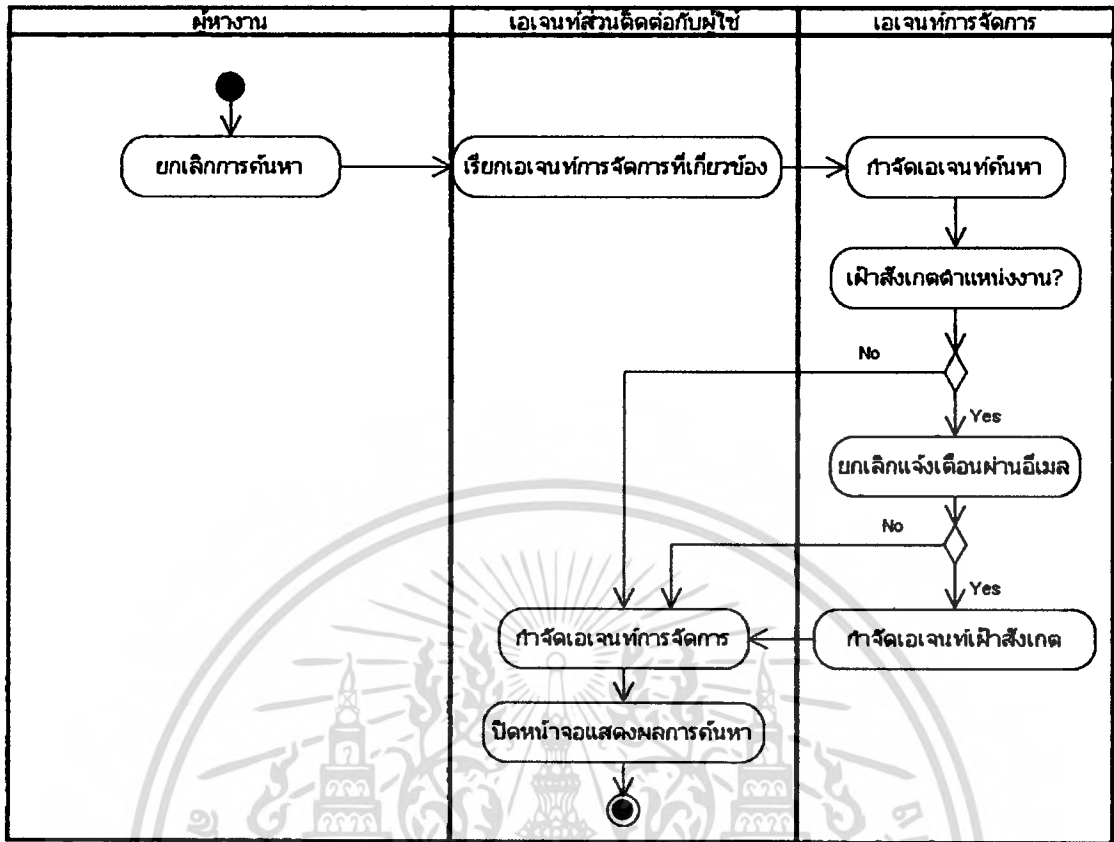 ผู้หางาน
เอเจนท์ส่วนติดต่อกับผู้ใช้
เอเจนท์การจัดการ
ยกเลิกการค้นหา
เรียกเอเจนท์การจัดการที่เกี่ยวข้อง
กำจัดเอเจนท์ค้นหา
เฝ้าสังเกตตำแหน่งงาน?
No
Yes
ยกเลิกแจ้งเตือนผ่านอีเมล
No
Yes
กำจัดเอเจนท์การจัดการ
กำจัดเอเจนท์เฝ้าสังเกต
ปิดหน้าจอแสดงผลการค้นหา